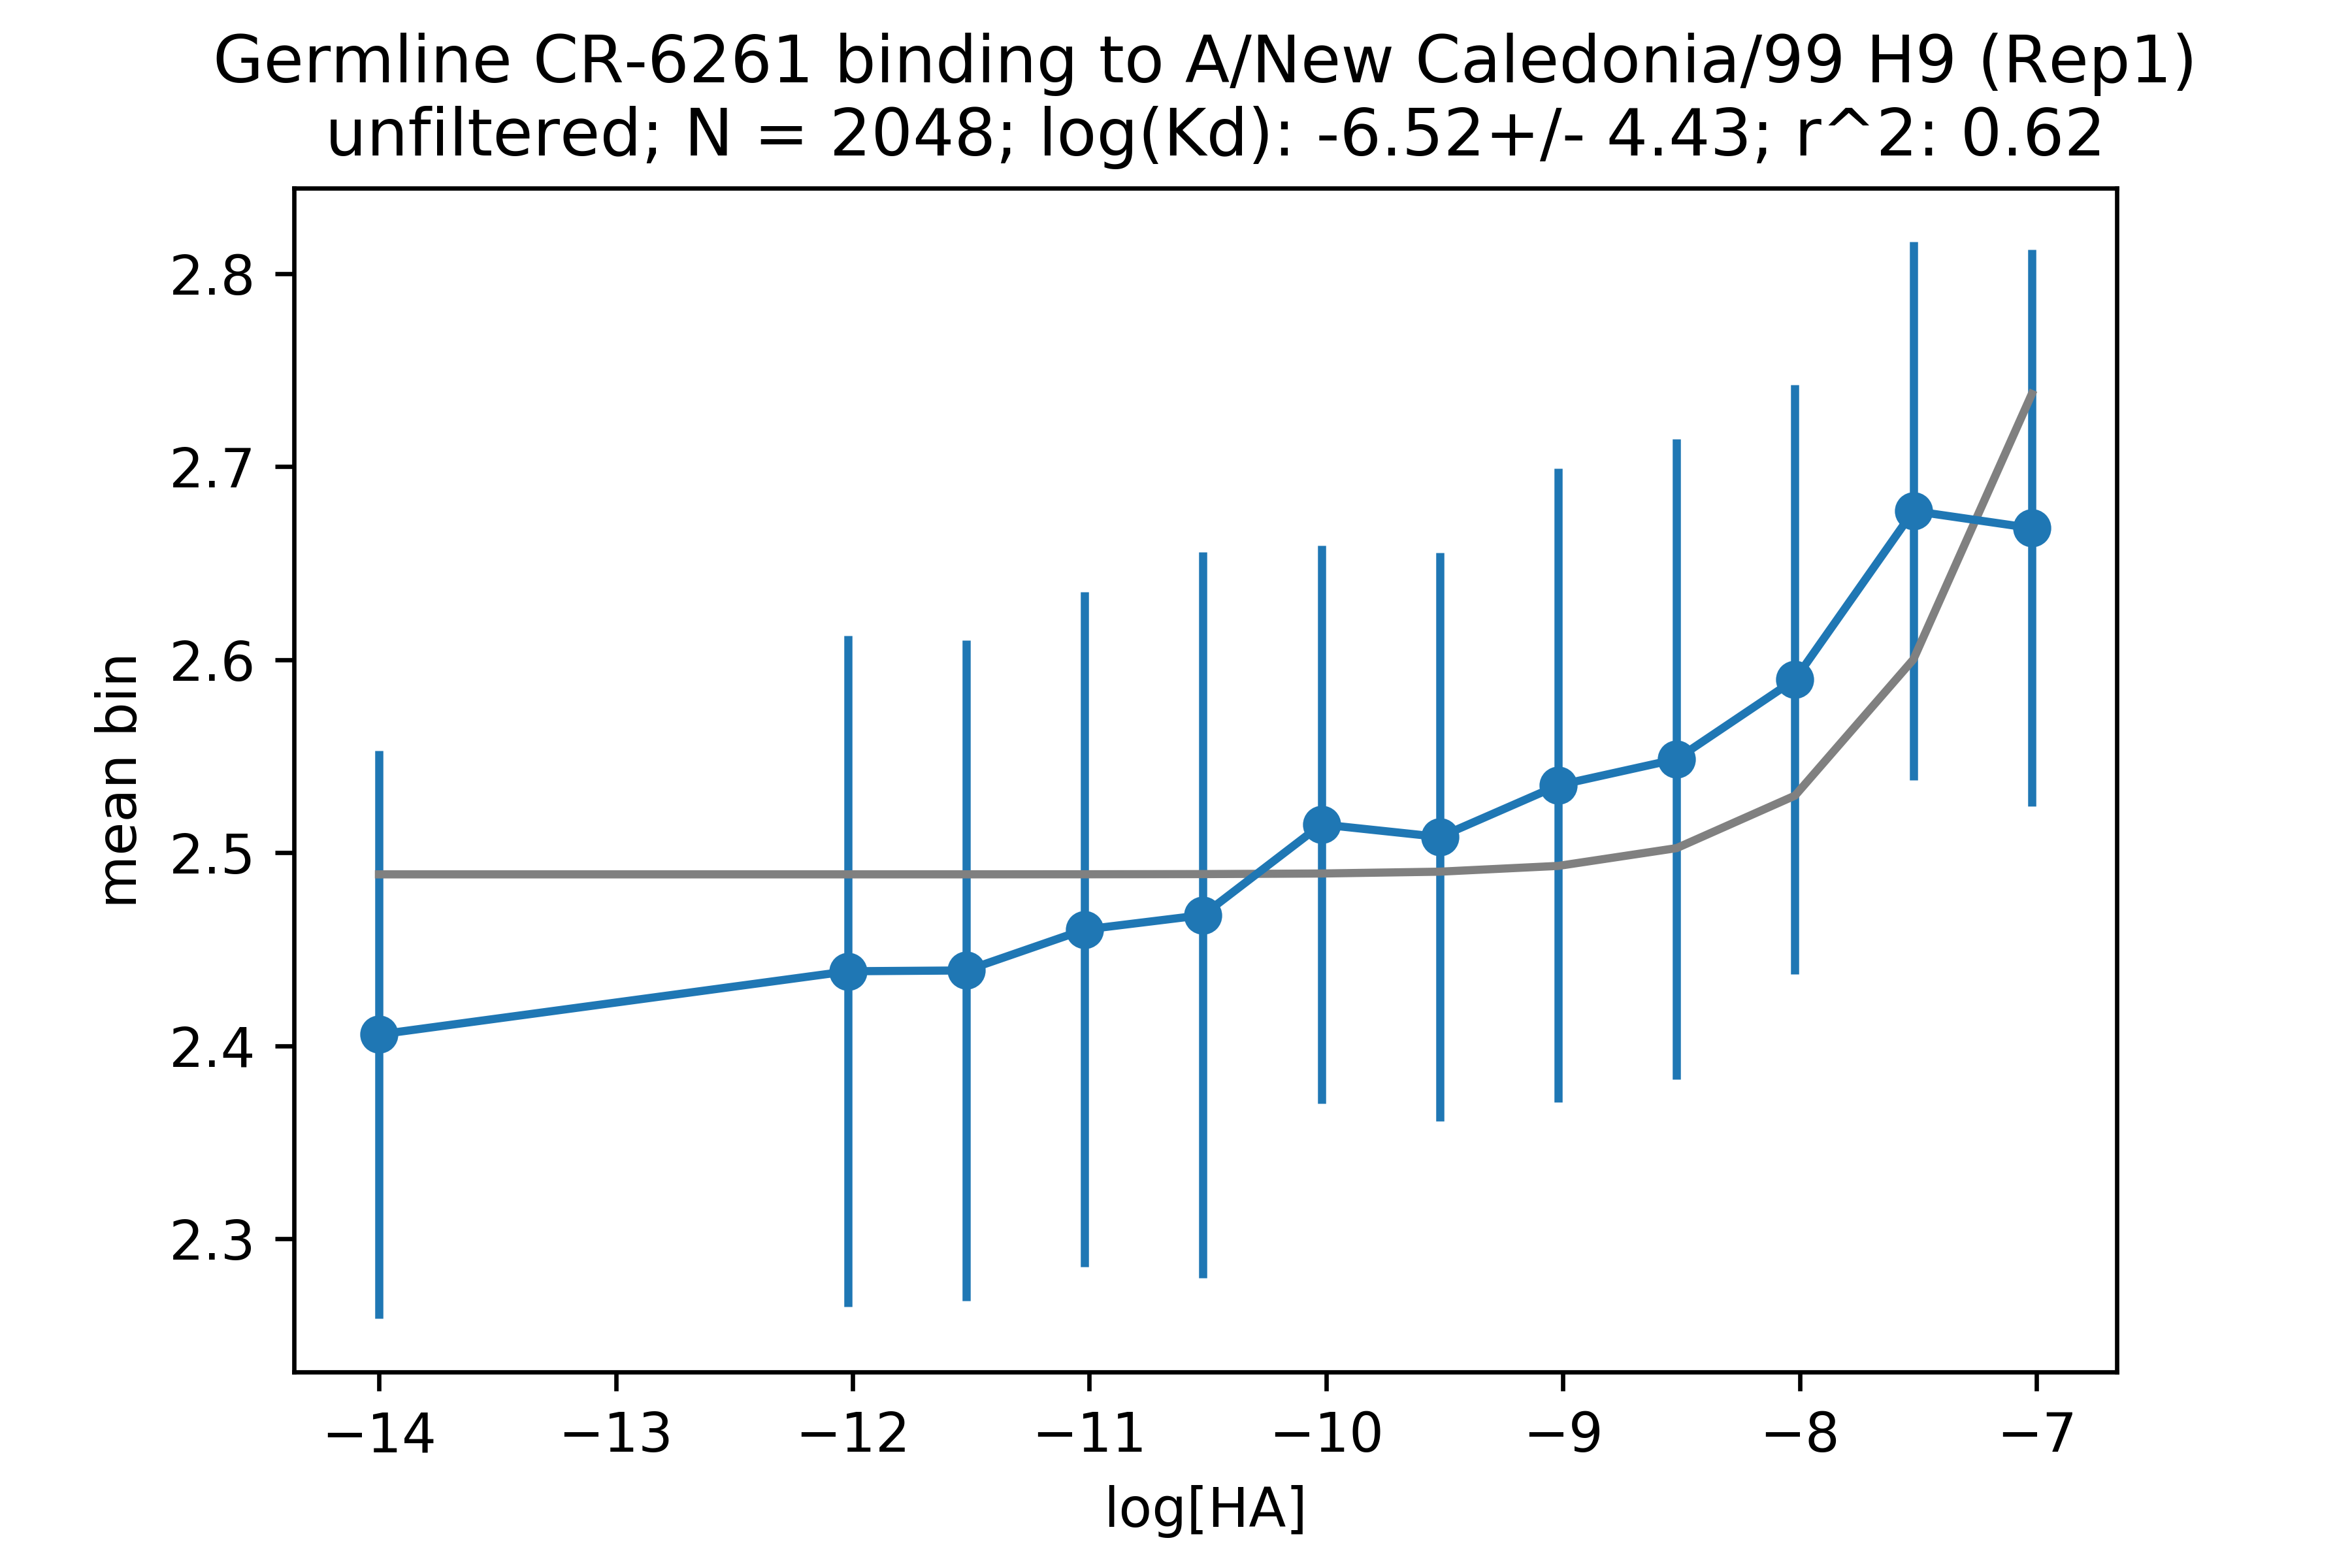 Germline CR-6261 binding to A/New Caledonia/99 H9 (Rep1)
unfiltered; N = 2048; log(Kd): -6.52+/- 4.43; r^2: 0.62
2.8
2.7
2.6
2.5
2.4
2.3
mean bin
−14 −13 −12 −11 −10 −9 −8 −7
log[HA]